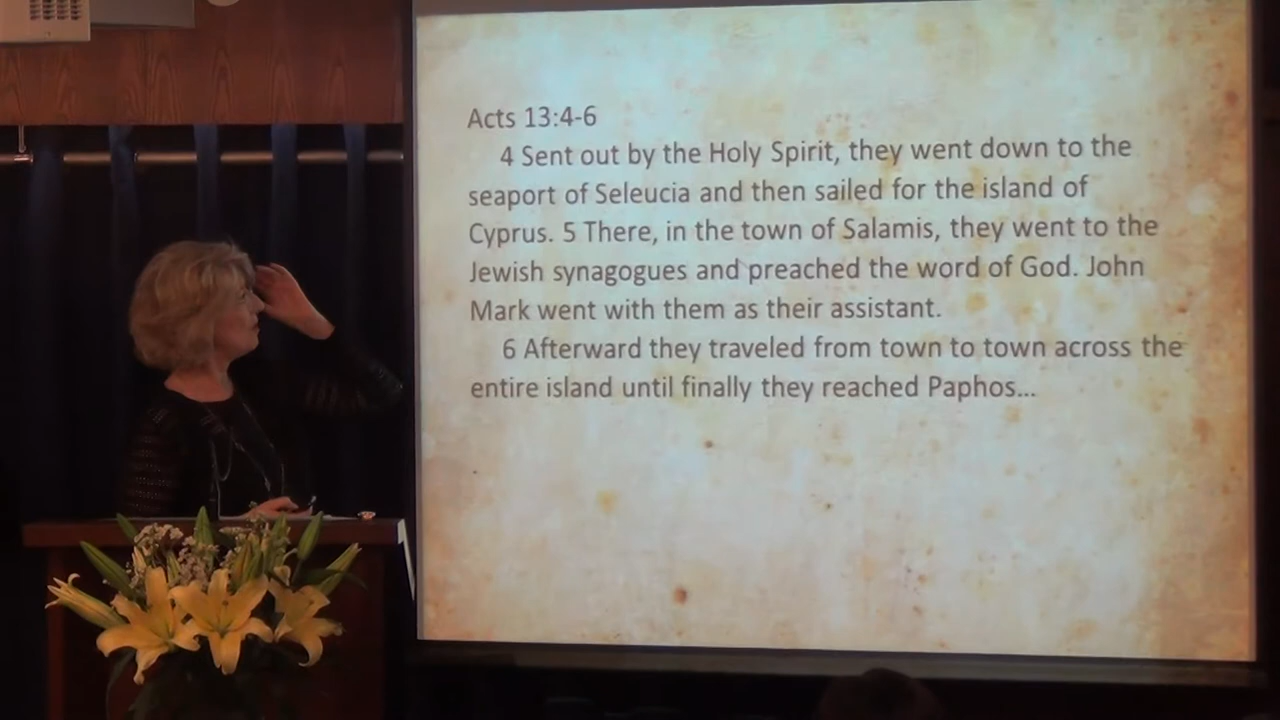 Acts 13:4-6
4 Sent out by the Holy Spirit, they went down to the
seaport of Seleucia and then sailed for the island of
Cyprus. 5 There, in the town of Salamis, they went to the
Jewish synagogues and preached the word of God. John
Mark went with them as their assistant.
6 Afterward they traveled from town to town across the
entire island until finally they reached Paphos...